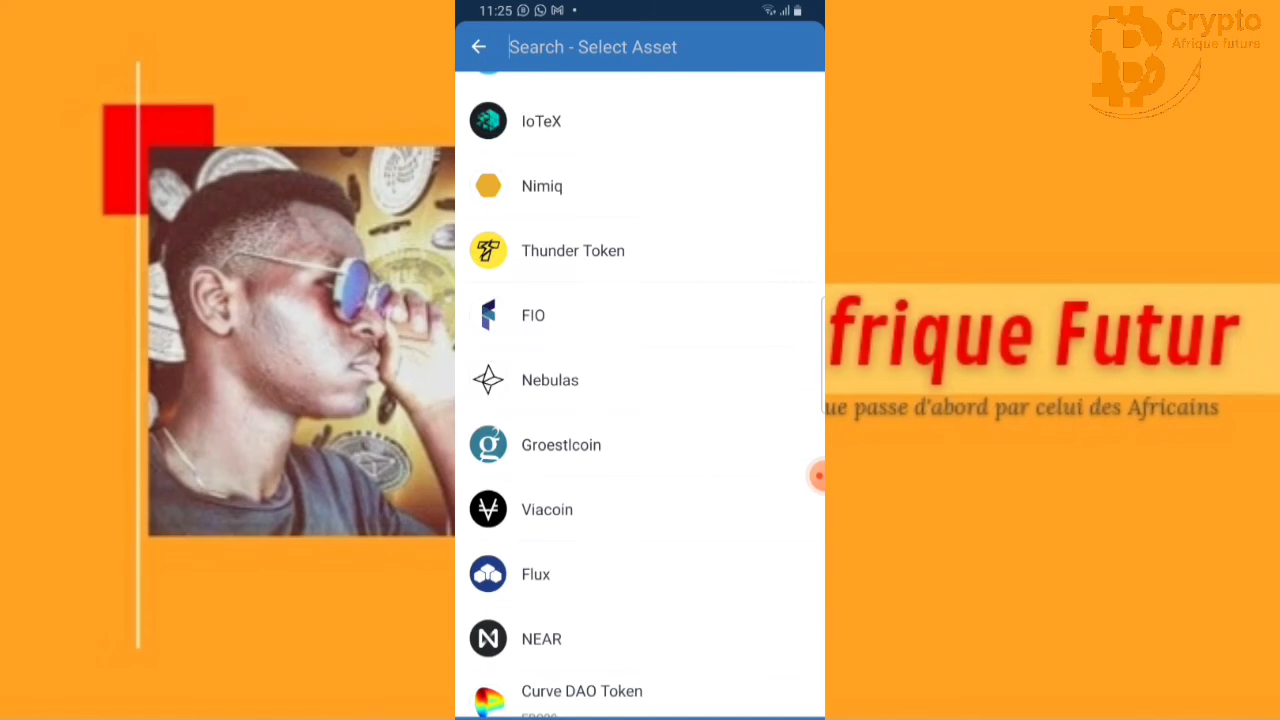 11:25
Search - Select Asset
IoTeX
Nimiq
Thunder Token
FIO
Nebulas
Groestlcoin
Viacoin
Flux
NEAR
Curve DAO Token
Crypto
Afrique future
frique Futur
ue passe d'abord par celui des Africains